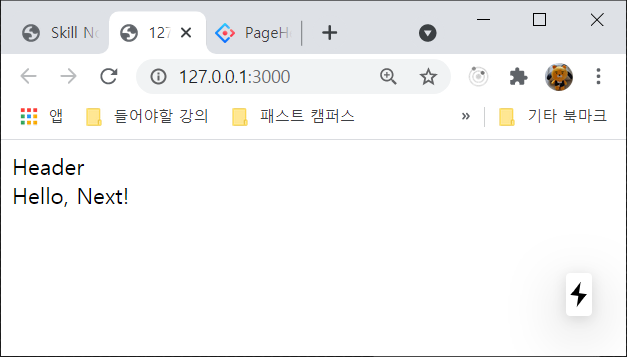 Skill No
127
PageH
127.0.0.1:3000
앱
들어야할 강의
패스트 캠퍼스
»
기타 북마크
Header
Hello, Next!